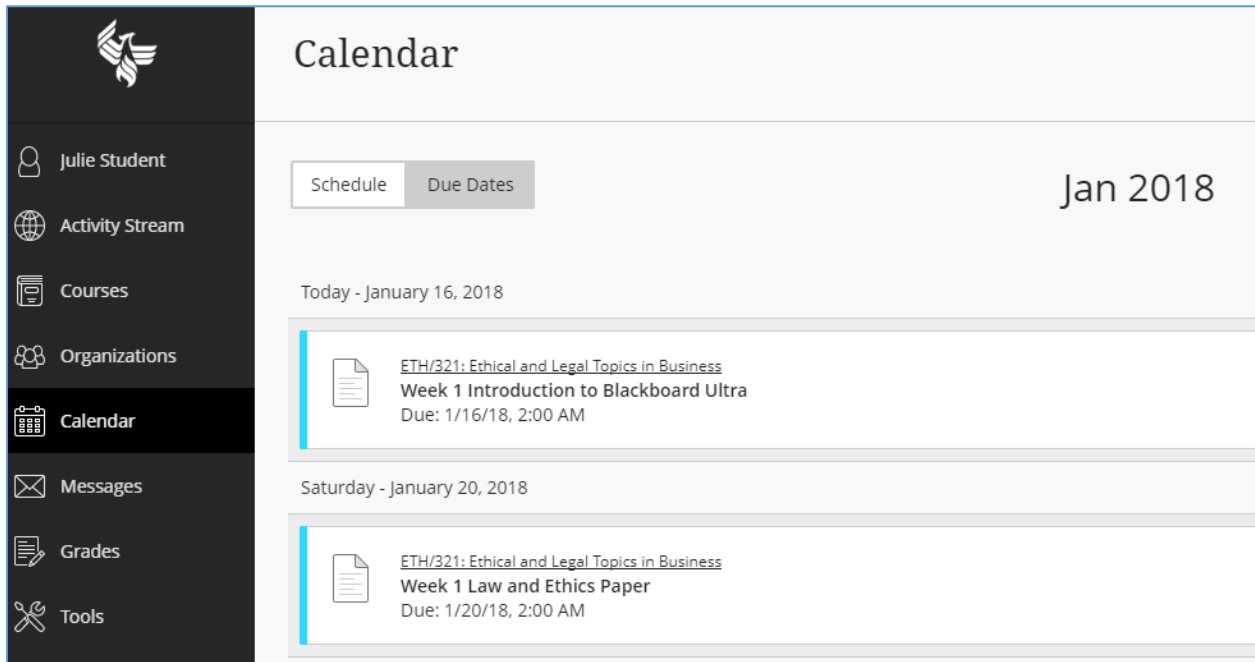 Calendar
Julie Student
Activity Stream
Courses
Organizations
Calendar
Messages
Grades
Tools
Schedule
Due Dates
Jan 2018
Today - January 16, 2018
ETH/321: Ethical and Legal Topics in Business
Week 1 Introduction to Blackboard Ultra
Due: 1/16/18, 2:00 AM
Saturday - January 20, 2018
ETH/321: Ethical and Legal Topics in Business
Week 1 Law and Ethics Paper
Due: 1/20/18, 2:00 AM